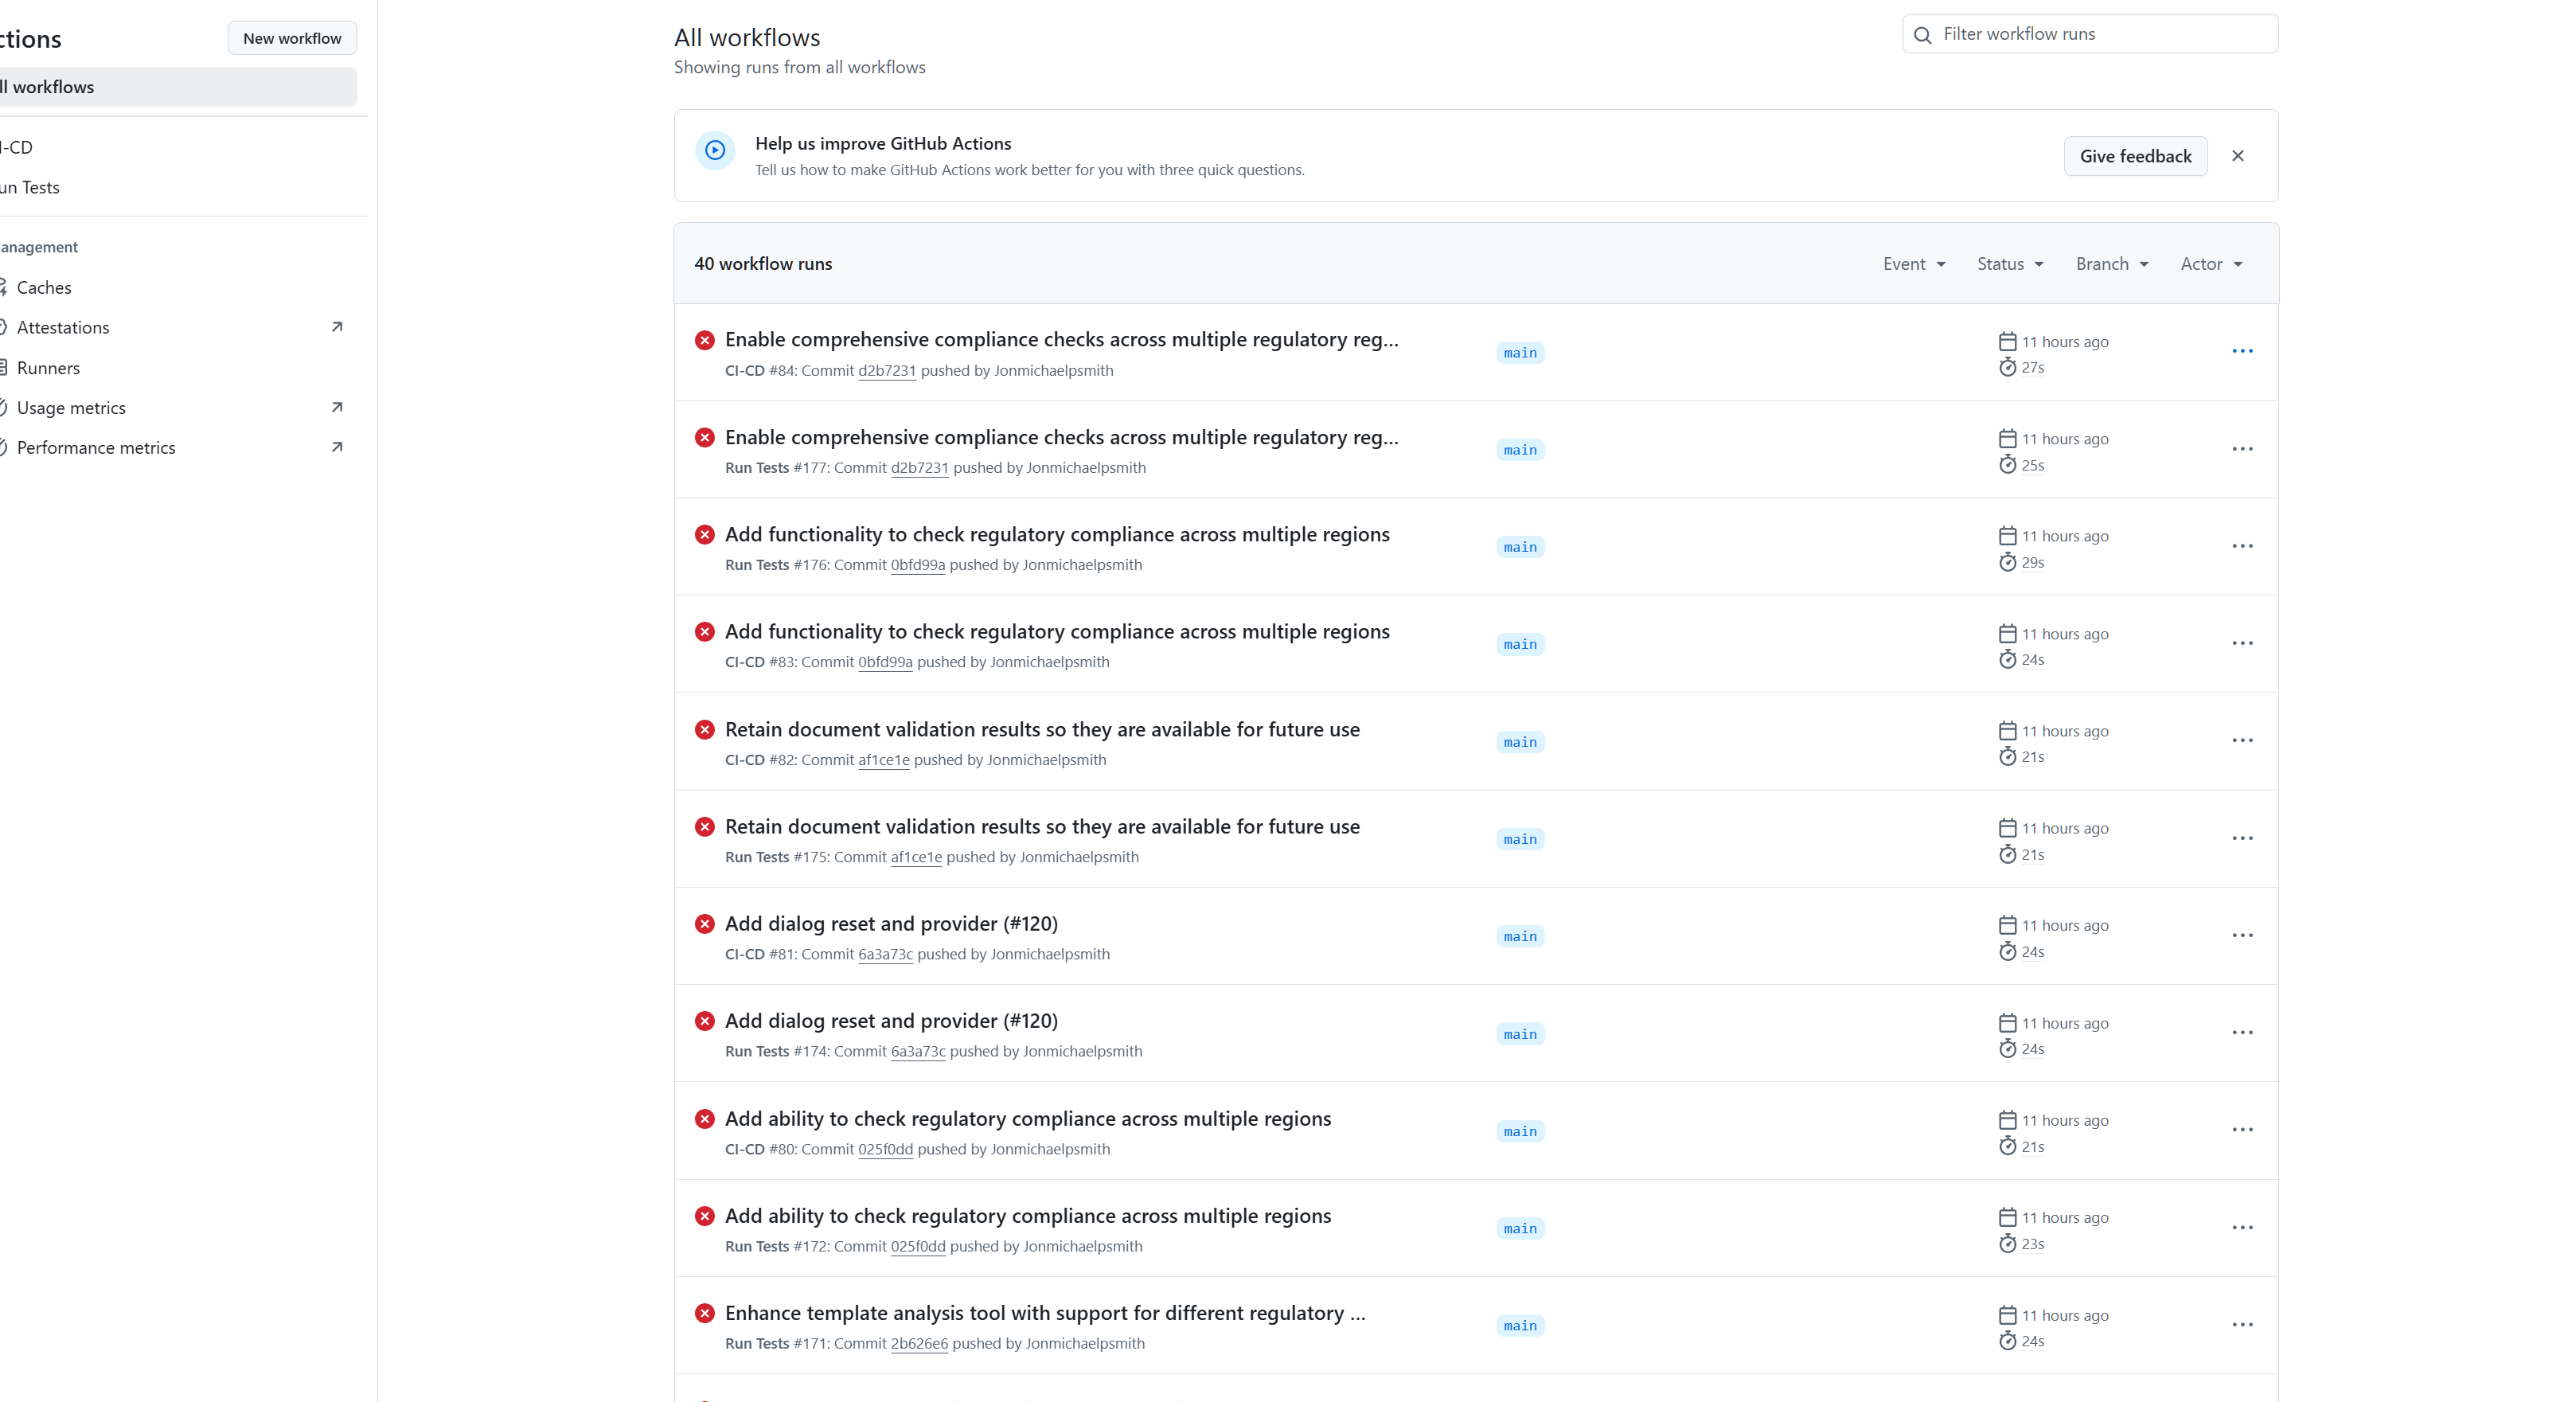 ctions
New workflow
ll workflows
I-CD
un Tests
anagement
Caches
Attestations
Runners
Usage metrics
Performance metrics
All workflows
Showing runs from all workflows
Filter workflow runs
Help us improve GitHub Actions
Tell us how to make GitHub Actions work better for you with three quick questions.
Give feedback
40 workflow runs
Event Status Branch Actor
Enable comprehensive compliance checks across multiple regulatory reg...
CI-CD #84: Commit d2b7231 pushed by Jonmichaelpsmith
main
11 hours ago
27s
Enable comprehensive compliance checks across multiple regulatory reg...
Run Tests #177: Commit d2b7231 pushed by Jonmichaelpsmith
main
11 hours ago
25s
Add functionality to check regulatory compliance across multiple regions
Run Tests #176: Commit 0bfd99a pushed by Jonmichaelpsmith
main
11 hours ago
29s
Add functionality to check regulatory compliance across multiple regions
CI-CD #83: Commit 0bfd99a pushed by Jonmichaelpsmith
main
11 hours ago
24s
Retain document validation results so they are available for future use
CI-CD #82: Commit af1ce1e pushed by Jonmichaelpsmith
main
11 hours ago
21s
Retain document validation results so they are available for future use
Run Tests #175: Commit af1ce1e pushed by Jonmichaelpsmith
main
11 hours ago
21s
Add dialog reset and provider (#120)
CI-CD #81: Commit 6a3a73c pushed by Jonmichaelpsmith
main
11 hours ago
24s
Add dialog reset and provider (#120)
Run Tests #174: Commit 6a3a73c pushed by Jonmichaelpsmith
main
11 hours ago
24s
Add ability to check regulatory compliance across multiple regions
CI-CD #80: Commit 025f0dd pushed by Jonmichaelpsmith
main
11 hours ago
21s
Add ability to check regulatory compliance across multiple regions
Run Tests #172: Commit 025f0dd pushed by Jonmichaelpsmith
main
11 hours ago
23s
Enhance template analysis tool with support for different regulatory ...
Run Tests #171: Commit 2b626e6 pushed by Jonmichaelpsmith
main
11 hours ago
24s